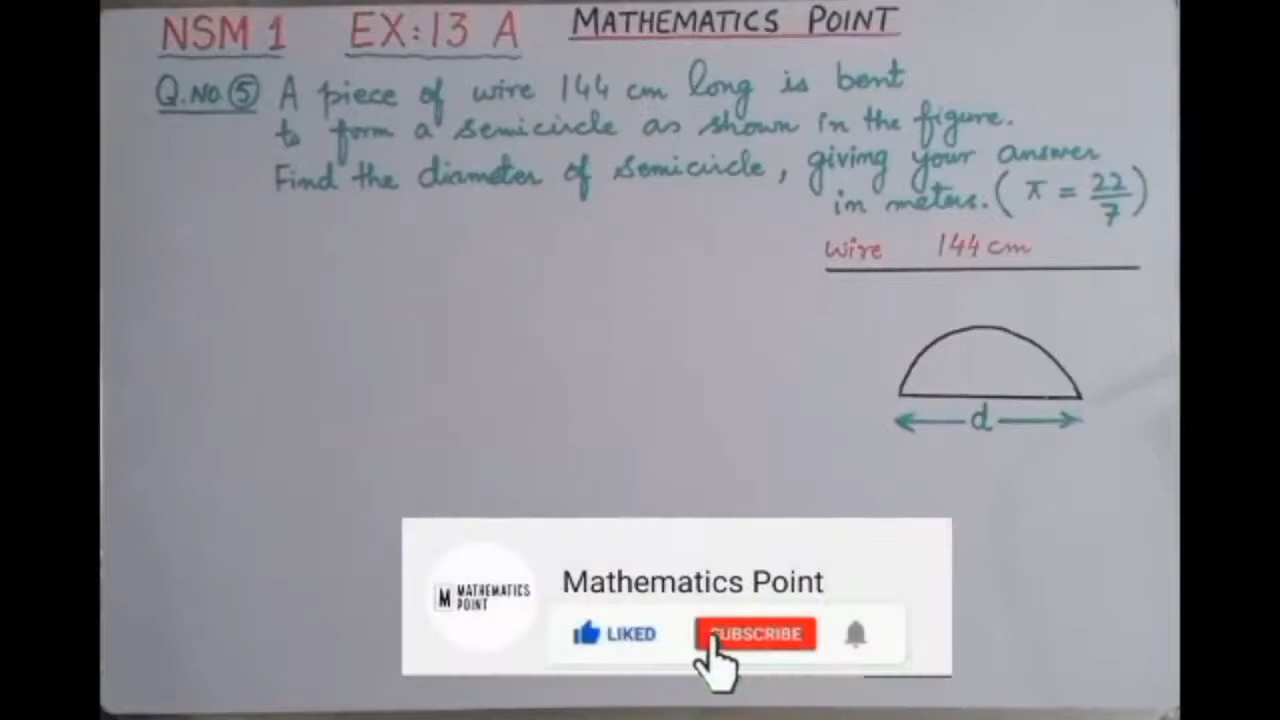 NSM 1 EX:13 A MATHEMATICS POINT
Q.NO.⑤ A piece of wire 144 cm long is bent
to form a semicircle as shown in the figure.
Find the diameter of semicircle, giving your answer
in meters. (π = 22/7)
Wire 144 cm
d
M MATHEMATICS
POINT
Mathematics Point
LIKED SUBSCRIBE